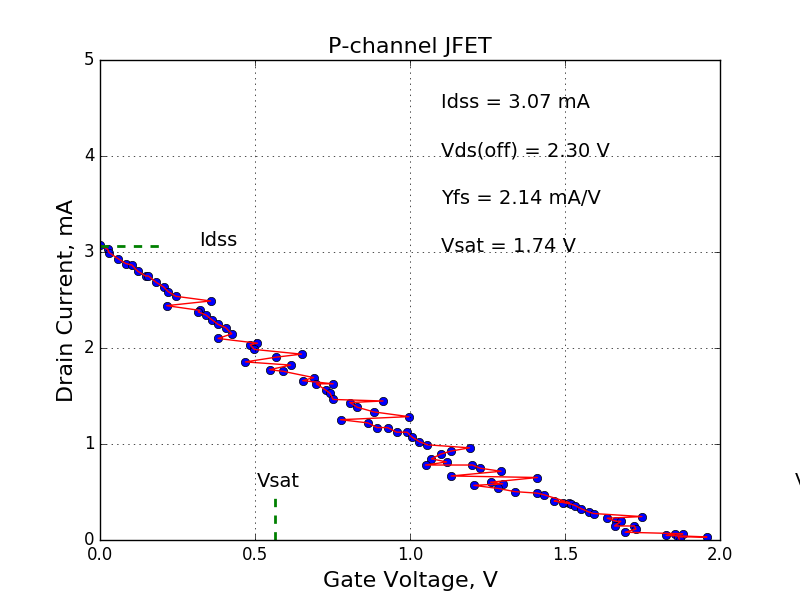 P-channel JFET
5
Idss = 3.07 mA
4
Vds(off) = 2.30 V
Yfs = 2.14 mA/V
Idss
Vsat = 1.74 V
3
Drain Current, mA
2
1
Vsat
V
0
0.0 0.5 1.0 1.5 2.0
Gate Voltage, V